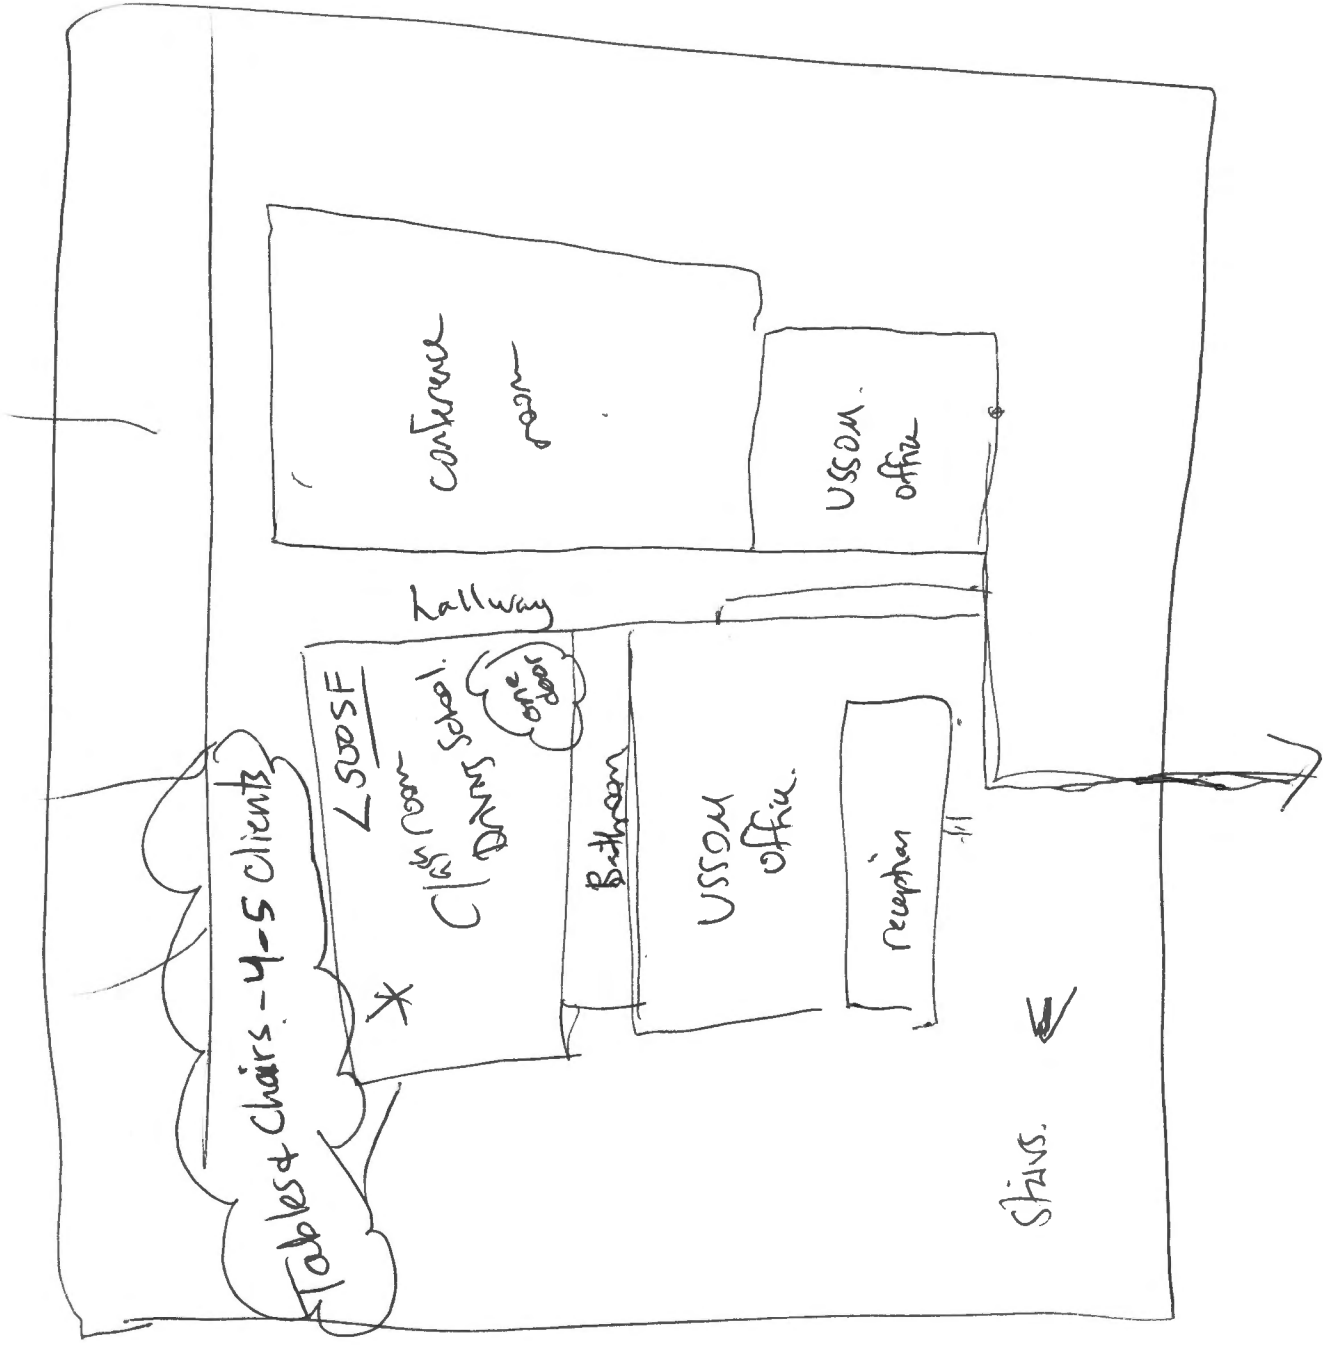 conference
room
USSOM
office
hallway
<500SF
Class room
Driving School.
one
door
Bathroom
USSOM
office.
reception
Tables & Chairs - 4-5 clients
Stairs.